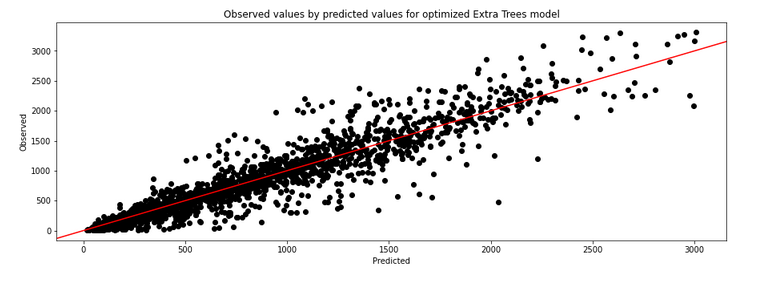 Observed values by predicted values for optimized Extra Trees model
3000
2500
2000
1500
1000
500
0
Observed
0 500 1000 1500 2000 2500 3000
Predicted